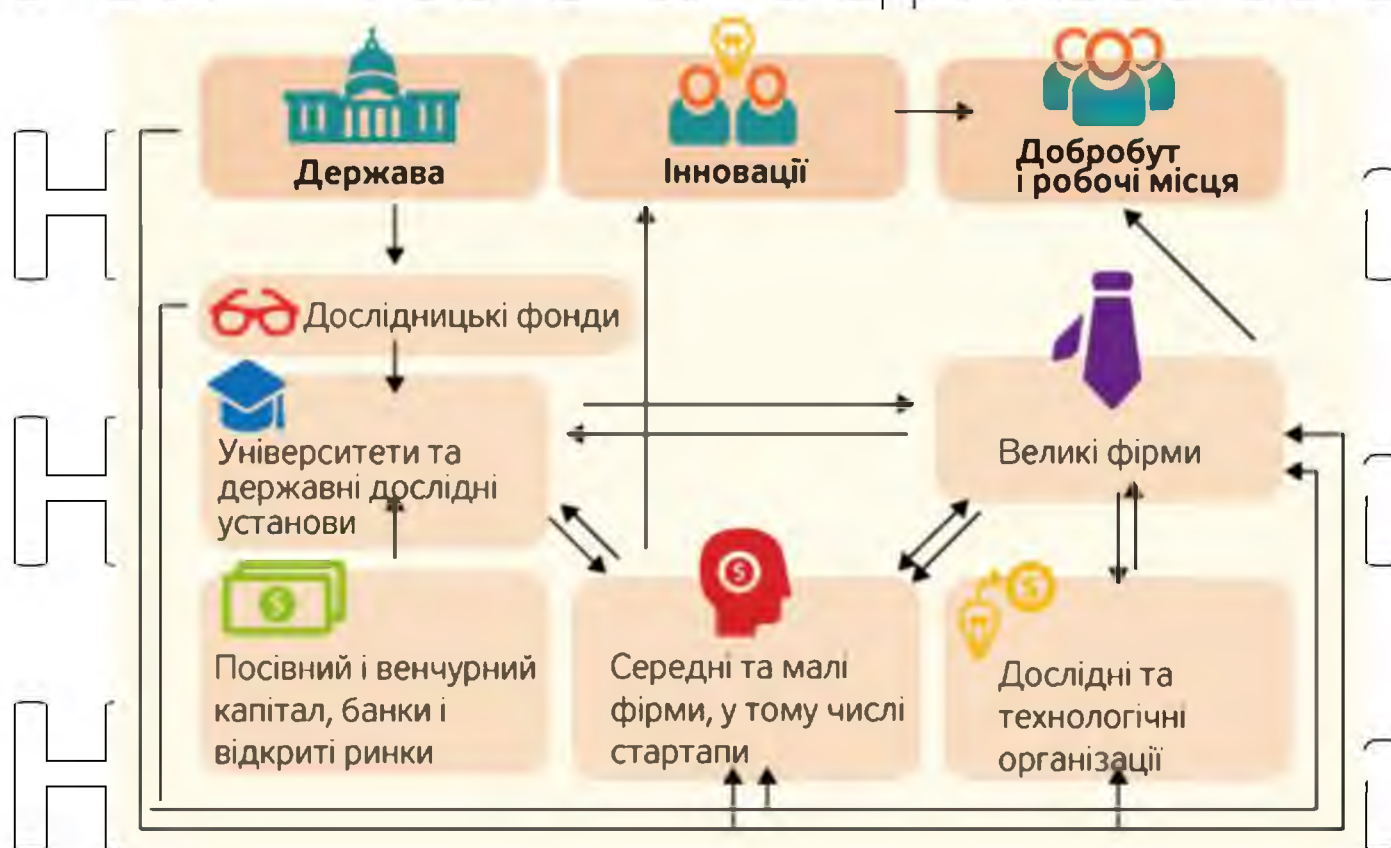 Держава
Інновації
Добробут
і робочі місця
Дослідницькі фонди
Університети та
державні дослідні
установи
Великі фірми
Посівний і венчурний
капітал, банки і
відкриті ринки
Середні та малі
фірми, у тому числі
стартапи
Дослідні та
технологічні
організації